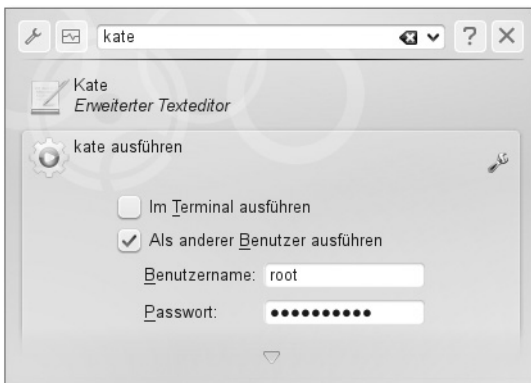 kate
?
Kate
Erweiterter Texteditor
kate ausführen
Im Terminal ausführen
Als anderer Benutzer ausführen
Benutzername: root
Passwort: ●●●●●●●●●●